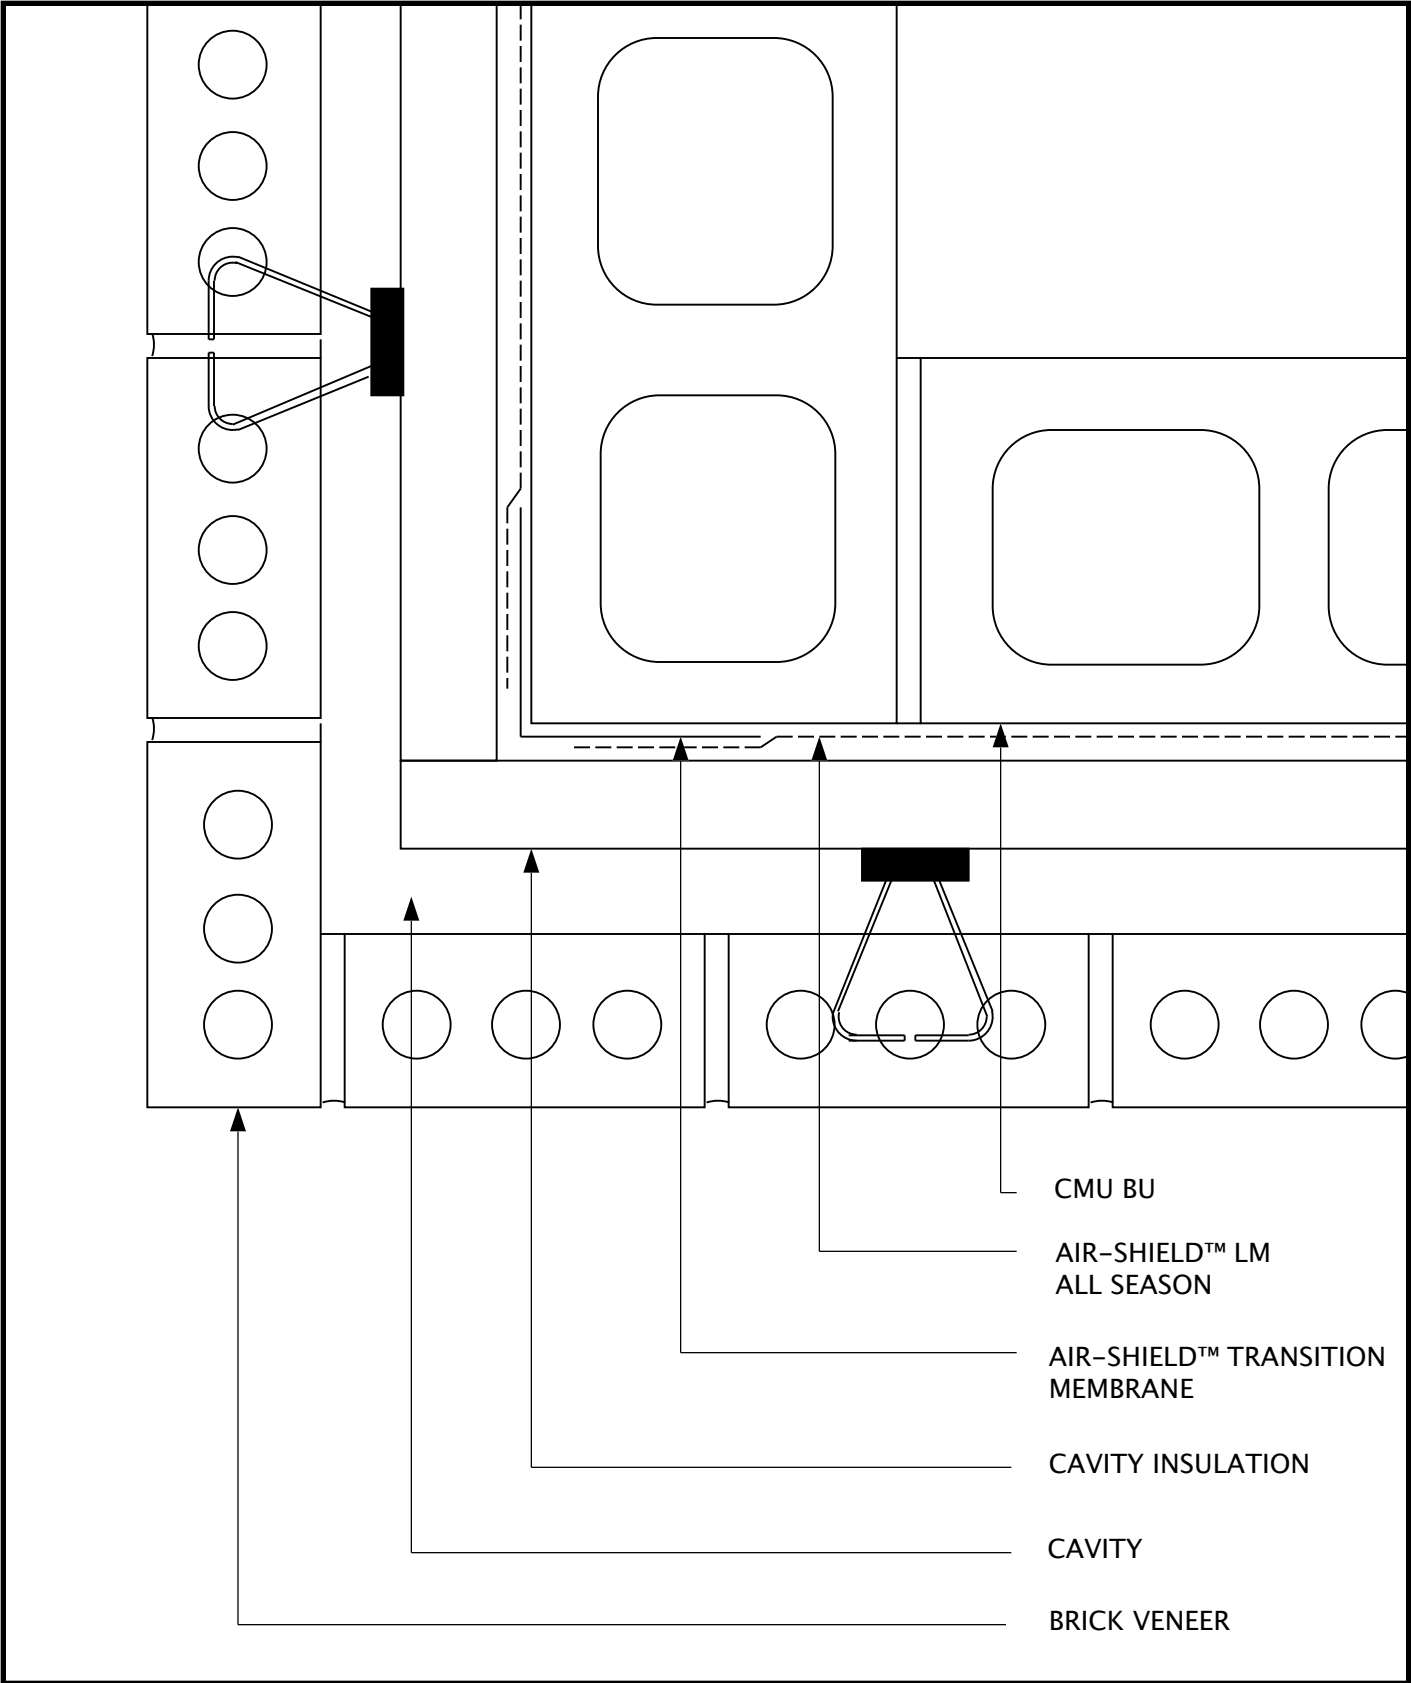 CMU BU
AIR–SHIELD™ LM
ALL SEASON
AIR–SHIELD™ TRANSITION
MEMBRANE
CAVITY INSULATION
CAVITY
BRICK VENEER